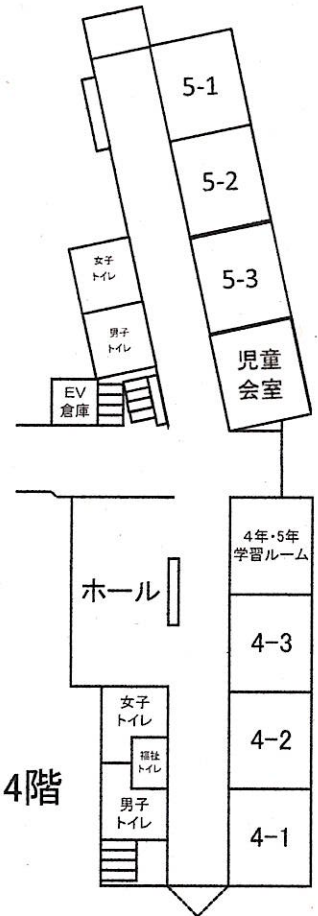 5-1
5-2
女子
トイレ
5-3
男子
トイレ
児童
会室
EV
倉庫
4年・5年
学習ルーム
ホール
4-3
女子
トイレ
4-2
福祉
トイレ
4階
男子
トイレ
4-1